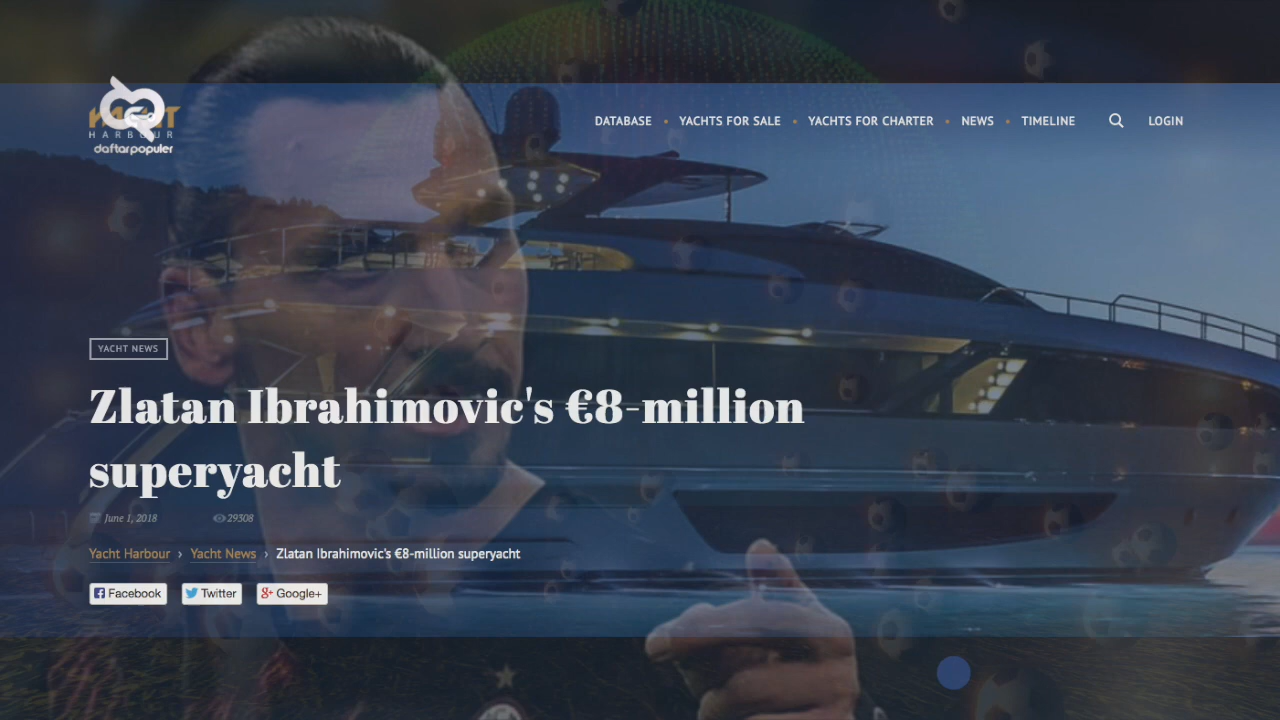 HARBOUR
daftarpopuler
DATABASE • YACHTS FOR SALE • YACHTS FOR CHARTER • NEWS • TIMELINE
LOGIN
YACHT NEWS
Zlatan Ibrahimovic's €8-million
superyacht
June 1, 2018
29308
Yacht Harbour › Yacht News › Zlatan Ibrahimovic's €8-million superyacht
Facebook
Twitter
Google+